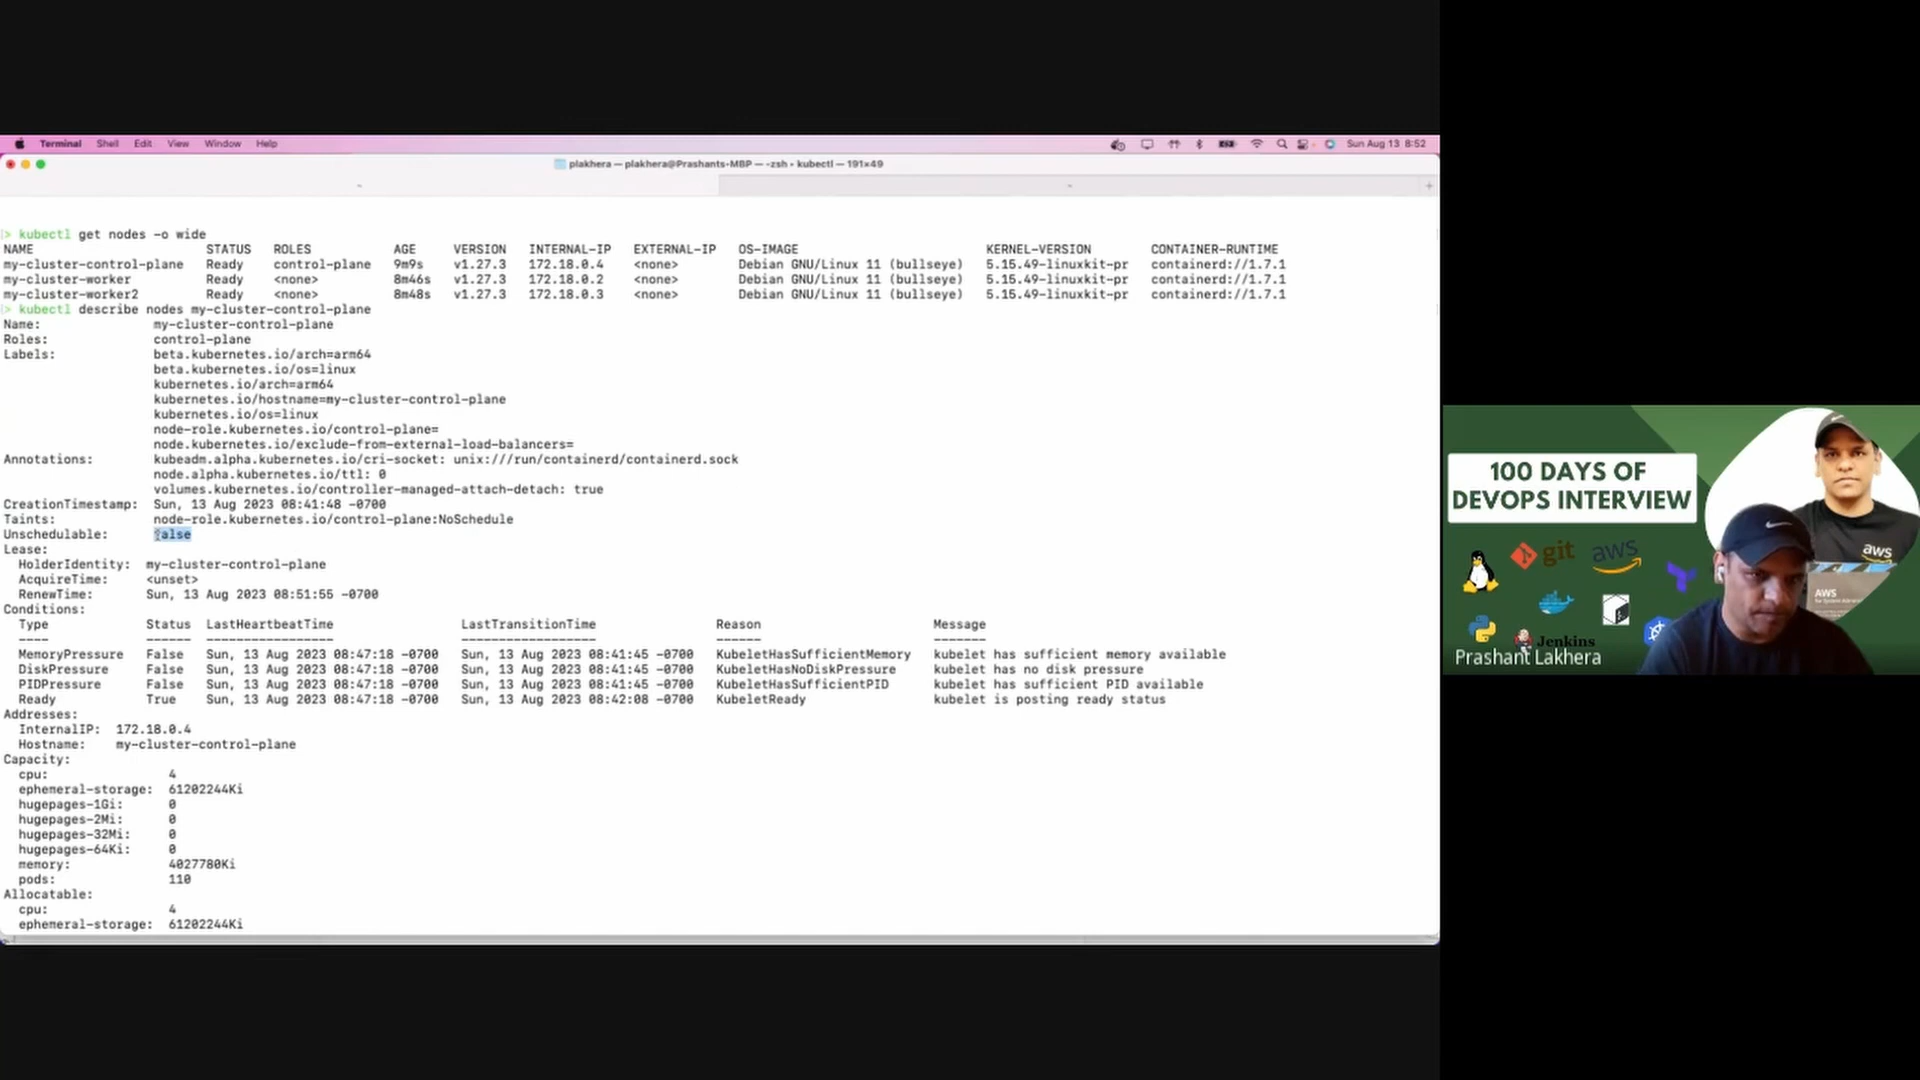 Terminal Shell Edit View Window Help Sun Aug 13 8:52
plakhera — plakhera@Prashants-MBP — -zsh • kubectl — 191×49
> kubectl get nodes -o wide
NAME STATUS ROLES AGE VERSION INTERNAL-IP EXTERNAL-IP OS-IMAGE KERNEL-VERSION CONTAINER-RUNTIME
my-cluster-control-plane Ready control-plane 9m9s v1.27.3 172.18.0.4 <none> Debian GNU/Linux 11 (bullseye) 5.15.49-linuxkit-pr containerd://1.7.1
my-cluster-worker Ready <none> 8m46s v1.27.3 172.18.0.2 <none> Debian GNU/Linux 11 (bullseye) 5.15.49-linuxkit-pr containerd://1.7.1
my-cluster-worker2 Ready <none> 8m48s v1.27.3 172.18.0.3 <none> Debian GNU/Linux 11 (bullseye) 5.15.49-linuxkit-pr containerd://1.7.1
> kubectl describe nodes my-cluster-control-plane
Name: my-cluster-control-plane
Roles: control-plane
Labels: beta.kubernetes.io/arch=arm64
beta.kubernetes.io/os=linux
kubernetes.io/arch=arm64
kubernetes.io/hostname=my-cluster-control-plane
kubernetes.io/os=linux
node-role.kubernetes.io/control-plane=
node.kubernetes.io/exclude-from-external-load-balancers=
Annotations: kubeadm.alpha.kubernetes.io/cri-socket: unix:///run/containerd/containerd.sock
node.alpha.kubernetes.io/ttl: 0
volumes.kubernetes.io/controller-managed-attach-detach: true
CreationTimestamp: Sun, 13 Aug 2023 08:41:48 -0700
Taints: node-role.kubernetes.io/control-plane:NoSchedule
Unschedulable: false
Lease:
HolderIdentity: my-cluster-control-plane
AcquireTime: <unset>
RenewTime: Sun, 13 Aug 2023 08:51:55 -0700
Conditions:
Type Status LastHeartbeatTime LastTransitionTime Reason Message
---- ------ ----------------- ------------------ ------ -------
MemoryPressure False Sun, 13 Aug 2023 08:47:18 -0700 Sun, 13 Aug 2023 08:41:45 -0700 KubeletHasSufficientMemory kubelet has sufficient memory available
DiskPressure False Sun, 13 Aug 2023 08:47:18 -0700 Sun, 13 Aug 2023 08:41:45 -0700 KubeletHasNoDiskPressure kubelet has no disk pressure
PIDPressure False Sun, 13 Aug 2023 08:47:18 -0700 Sun, 13 Aug 2023 08:41:45 -0700 KubeletHasSufficientPID kubelet has sufficient PID available
Ready True Sun, 13 Aug 2023 08:47:18 -0700 Sun, 13 Aug 2023 08:42:08 -0700 KubeletReady kubelet is posting ready status
Addresses:
InternalIP: 172.18.0.4
Hostname: my-cluster-control-plane
Capacity:
cpu: 4
ephemeral-storage: 61202244Ki
hugepages-1Gi: 0
hugepages-2Mi: 0
hugepages-32Mi: 0
hugepages-64Ki: 0
memory: 4027780Ki
pods: 110
Allocatable:
cpu: 4
ephemeral-storage: 61202244Ki
100 DAYS OF
DEVOPS INTERVIEW
git aws aws
AWS
Jenkins
Prashant Lakhera